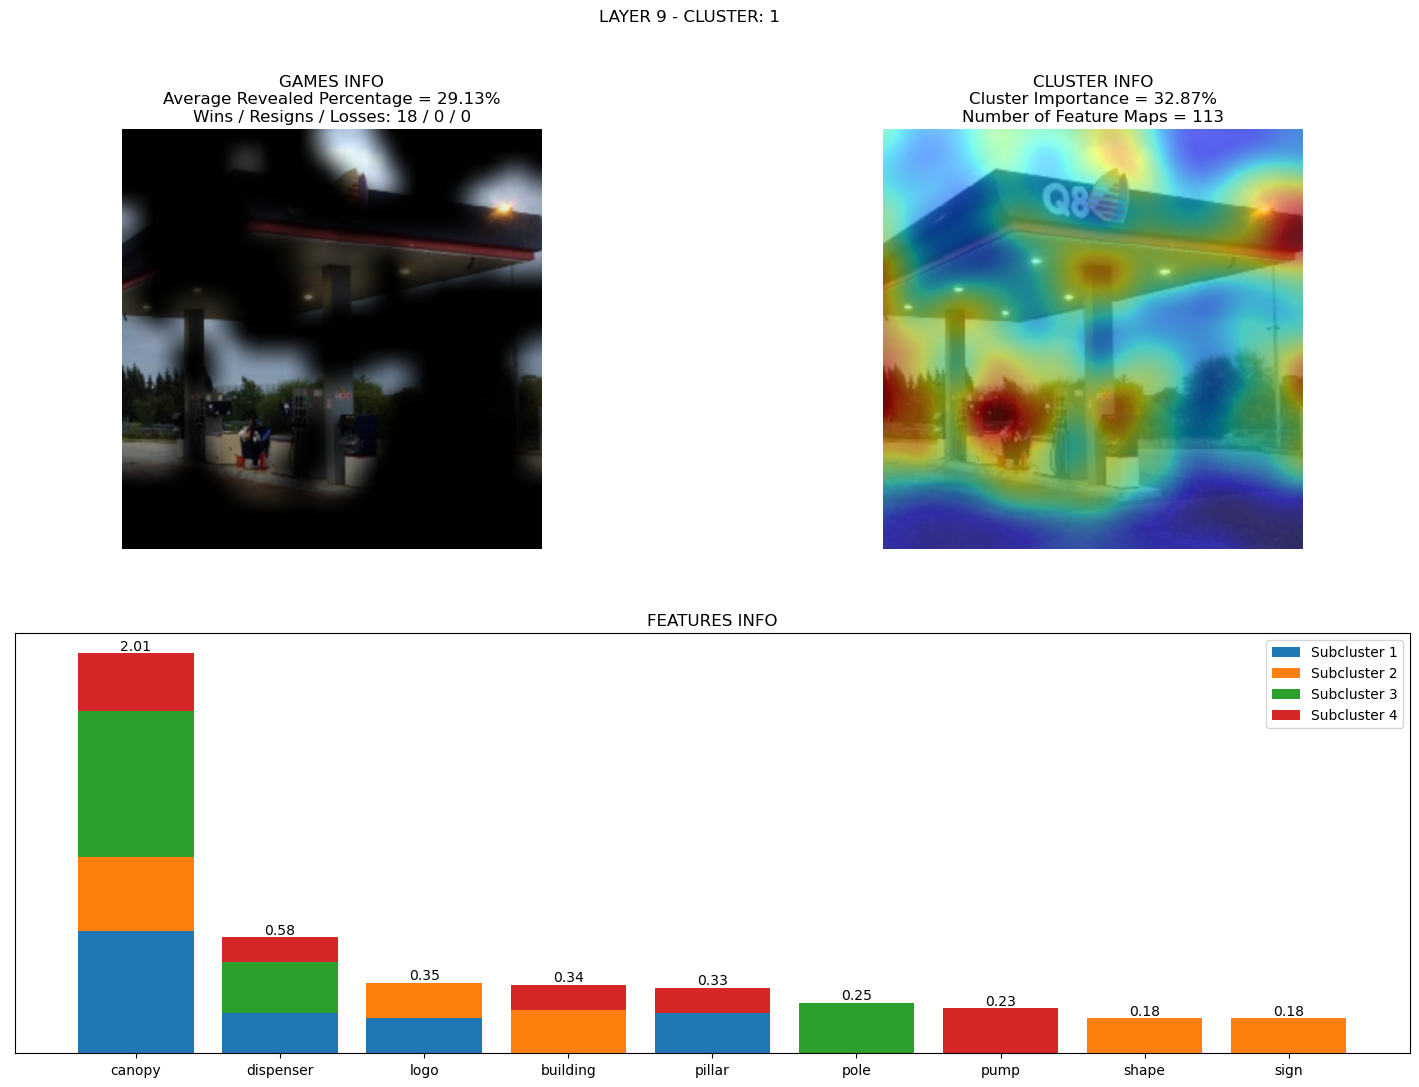 LAYER 9 - CLUSTER: 1
GAMES INFO
Average Revealed Percentage = 29.13%
Wins / Resigns / Losses: 18 / 0 / 0
CLUSTER INFO
Cluster Importance = 32.87%
Number of Feature Maps = 113
Q8
FEATURES INFO
2.01
0.58
0.35
0.34
0.33
0.25
0.23
0.18
0.18
Subcluster 1
Subcluster 2
Subcluster 3
Subcluster 4
canopy
dispenser
logo
building
pillar
pole
pump
shape
sign